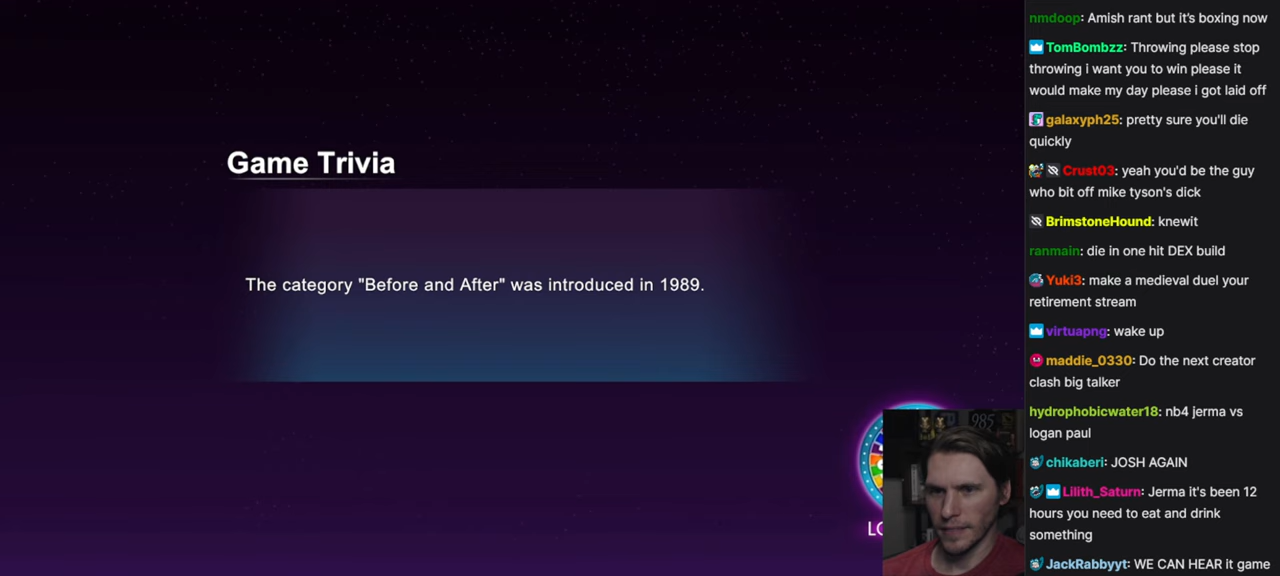 Game Trivia
The category "Before and After" was introduced in 1989.
985
LO
nmdoop: Amish rant but it's boxing now
TomBombzz: Throwing please stop
throwing i want you to win please it
would make my day please i got laid off
galaxyph25: pretty sure you'll die
quickly
Crust03: yeah you'd be the guy
who bit off mike tyson's dick
BrimstoneHound: knewit
ranmain: die in one hit DEX build
Yuki3: make a medieval duel your
retirement stream
virtuapng: wake up
maddie_0330: Do the next creator
clash big talker
hydrophobicwater18: nb4 jerma vs
logan paul
chikaberi: JOSH AGAIN
Lilith_Saturn: Jerma it's been 12
hours you need to eat and drink
something
JackRabbyyt: WE CAN HEAR it game